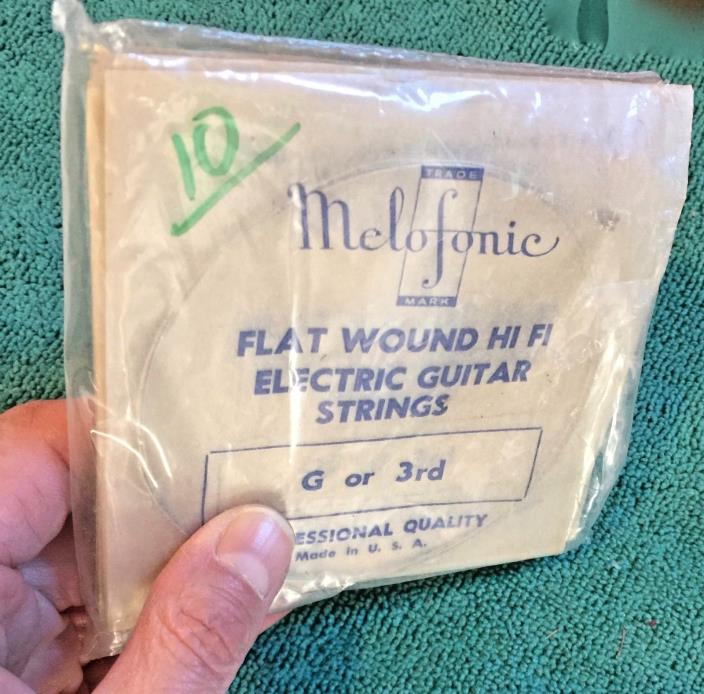 10
TRADE
Melofonic
MARK
FLAT WOUND HI FI
ELECTRIC GUITAR
STRINGS
G or 3rd
QUALITY
Made in U. S. A.